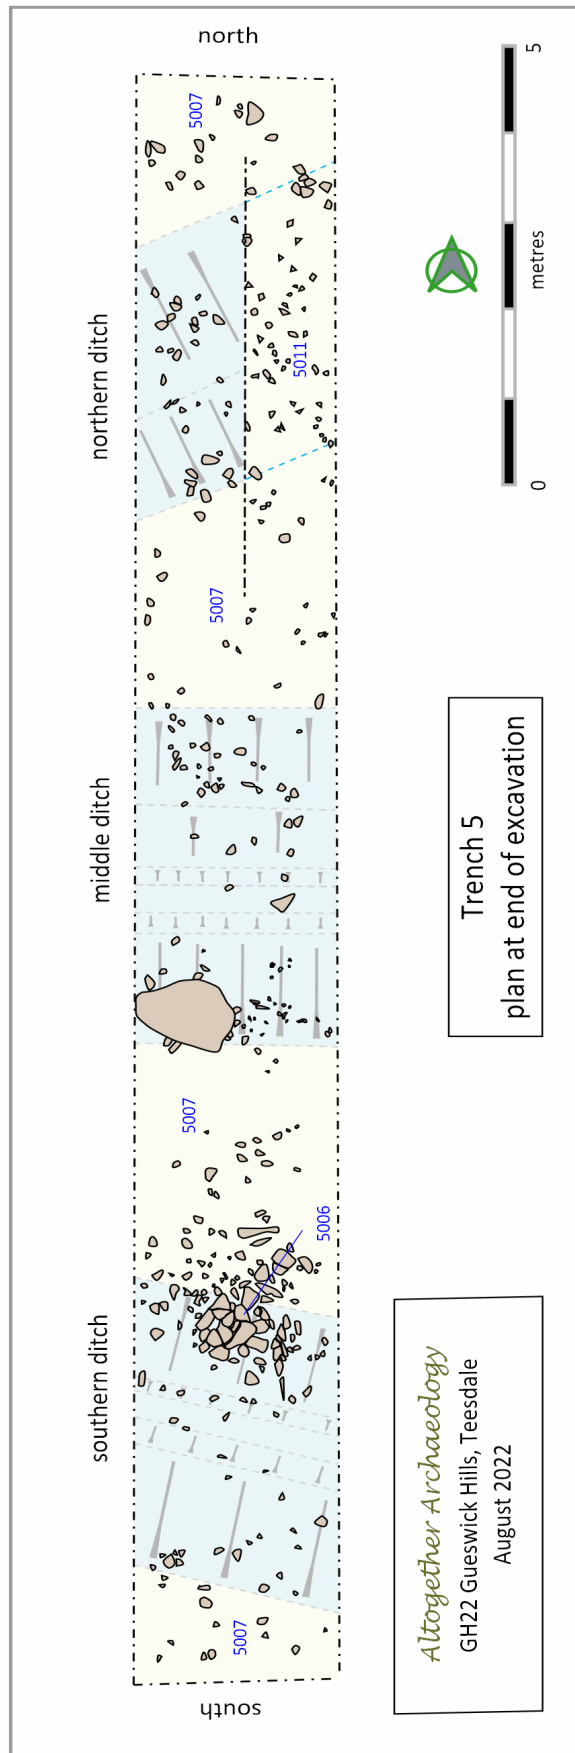 north
5007
5
metres
0
northern ditch
5011
5007
middle ditch
Trench 5
plan at end of excavation
5007
5006
southern ditch
Altogether Archaeology
GH22 Gueswick Hills, Teesdale
August 2022
5007
south